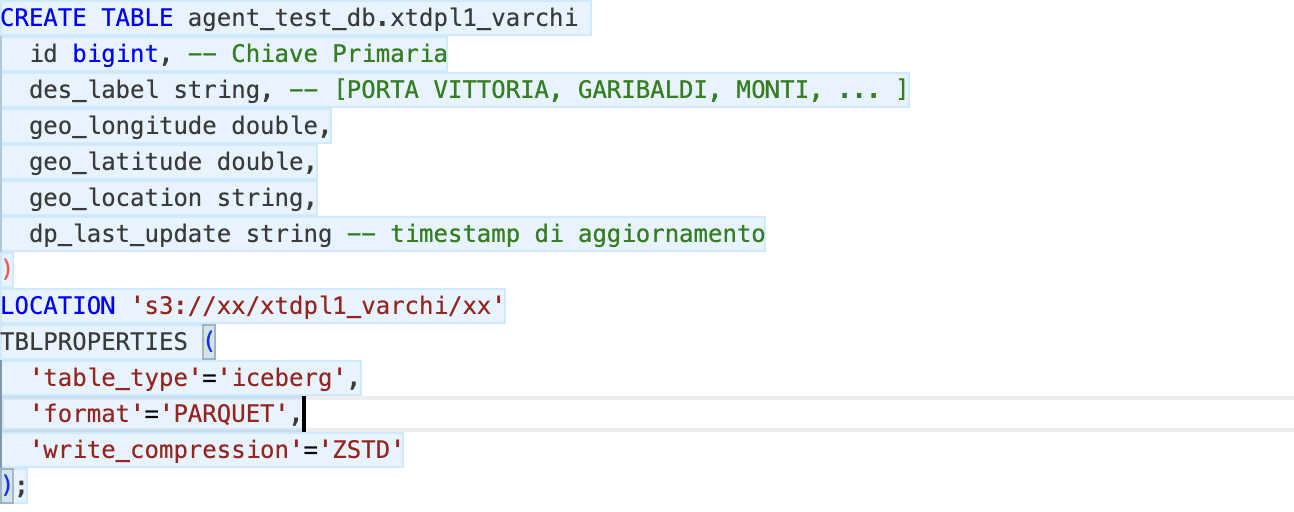 CREATE TABLE agent_test_db.xtdpl1_varchi
  id bigint, -- Chiave Primaria
  des_label string, -- [PORTA VITTORIA, GARIBALDI, MONTI, ... ]
  geo_longitude double,
  geo_latitude double,
  geo_location string,
  dp_last_update string -- timestamp di aggiornamento
)
LOCATION 's3://xx/xtdpl1_varchi/xx'
TBLPROPERTIES (
  'table_type'='iceberg',
  'format'='PARQUET',
  'write_compression'='ZSTD'
);